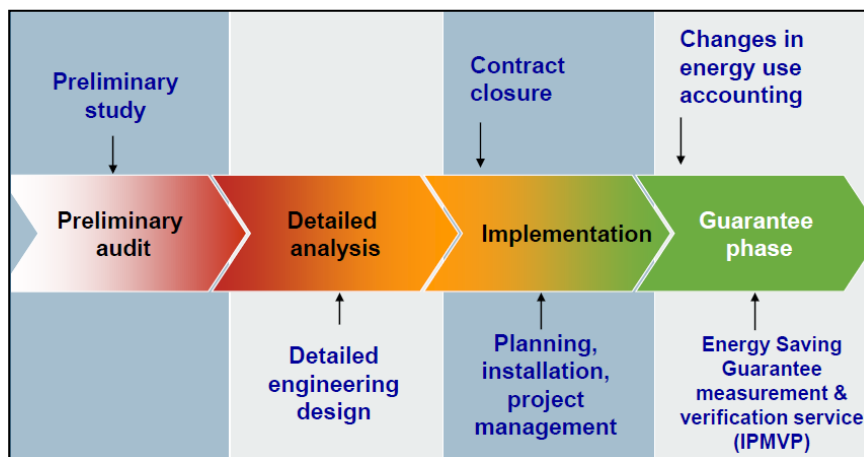 Preliminary
study
Contract
closure
Changes in
energy use
accounting
Preliminary
audit
Detailed
analysis
Implementation
Guarantee
phase
Detailed
engineering
design
Planning,
installation,
project
management
Energy Saving
Guarantee
measurement &
verification service
(IPMVP)